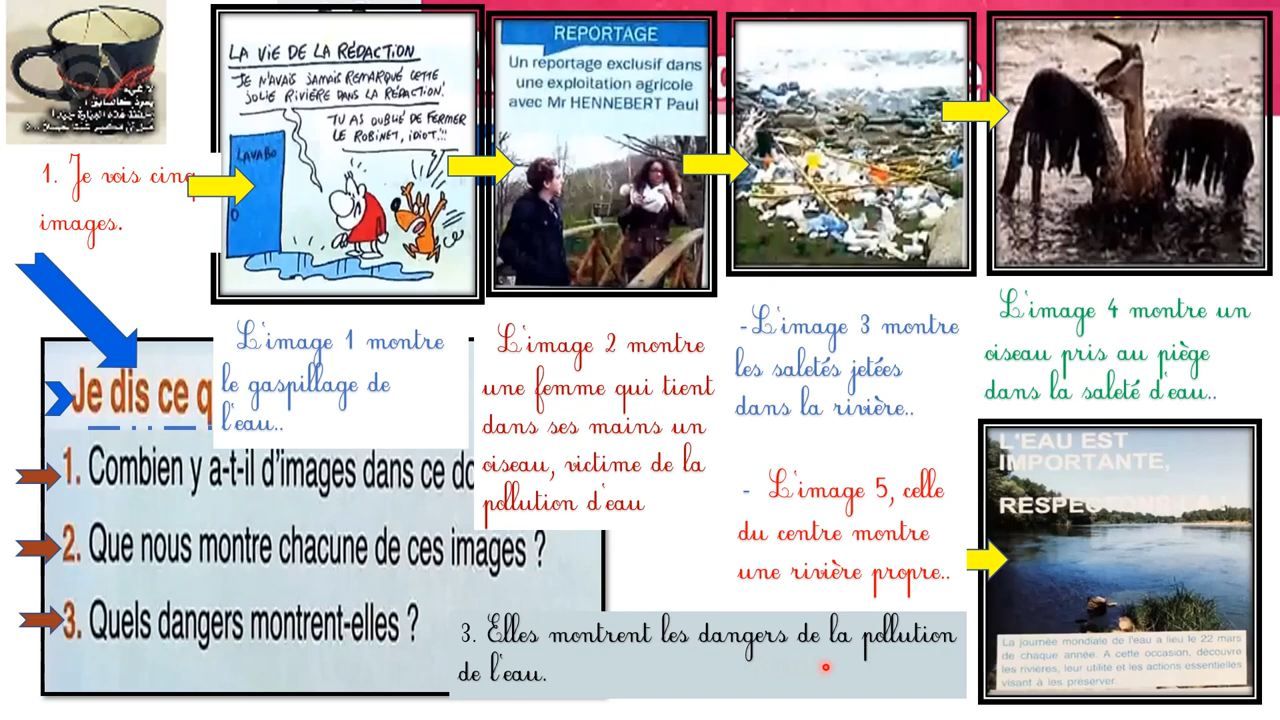 LA VIE DE LA RÉDACTION
JE N'AVAIS JAMAIS REMARQUÉ CETTE
JOLIE RIVIÈRE DANS LA RÉDACTION!
TU AS OUBLIÉ DE FERMER
LE ROBINET, IDIOT!!!
LAVABO
REPORTAGE
Un reportage exclusif dans
une exploitation agricole
avec Mr HENNEBERT Paul
1. Je vois cinq
images.
L'image 1 montre
le gaspillage de
l'eau..
L'image 2 montre
une femme qui tient
dans ses mains un
oiseau, victime de la
pollution d'eau
-L'image 3 montre
les saletés jetées
dans la rivière..
L'image 4 montre un
oiseau pris au piège
dans la saleté d'eau..
- L'image 5, celle
du centre montre
une rivière propre..
Je dis ce q
1. Combien y a-t-il d'images dans ce do
2. Que nous montre chacune de ces images ?
3. Quels dangers montrent-elles ?
3. Elles montrent les dangers de la pollution
de l'eau.
L'EAU EST
IMPORTANTE,
La journée mondiale de l'eau a lieu le 22 mars
de chaque année. A cette occasion, découvre
les rivières, leur utilité et les actions essentielles
visant à les préserver.